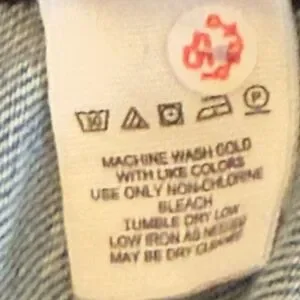 MACHINE WASH COLD
WITH LIKE COLORS
USE ONLY NON-CHLORINE
BLEACH
TUMBLE DRY LOW
LOW IRON AS NEEDED
MAY BE DRY CLEANED